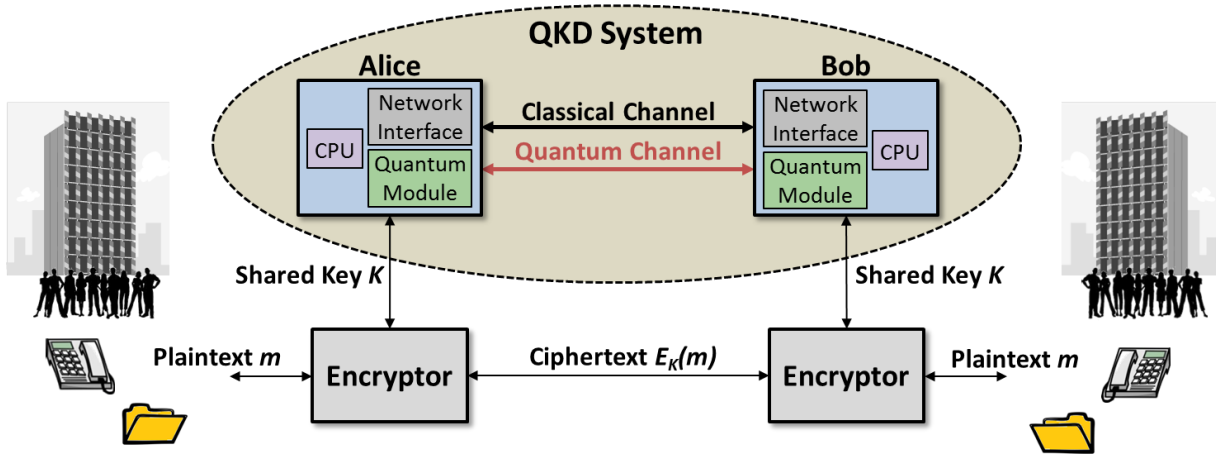 QKD System
Alice
Bob
Network
Interface
CPU
Quantum
Module
Classical Channel
Quantum Channel
Network
Interface
CPU
Quantum
Module
Shared Key K
Shared Key K
Plaintext m
Encryptor
Ciphertext E_K(m)
Encryptor
Plaintext m